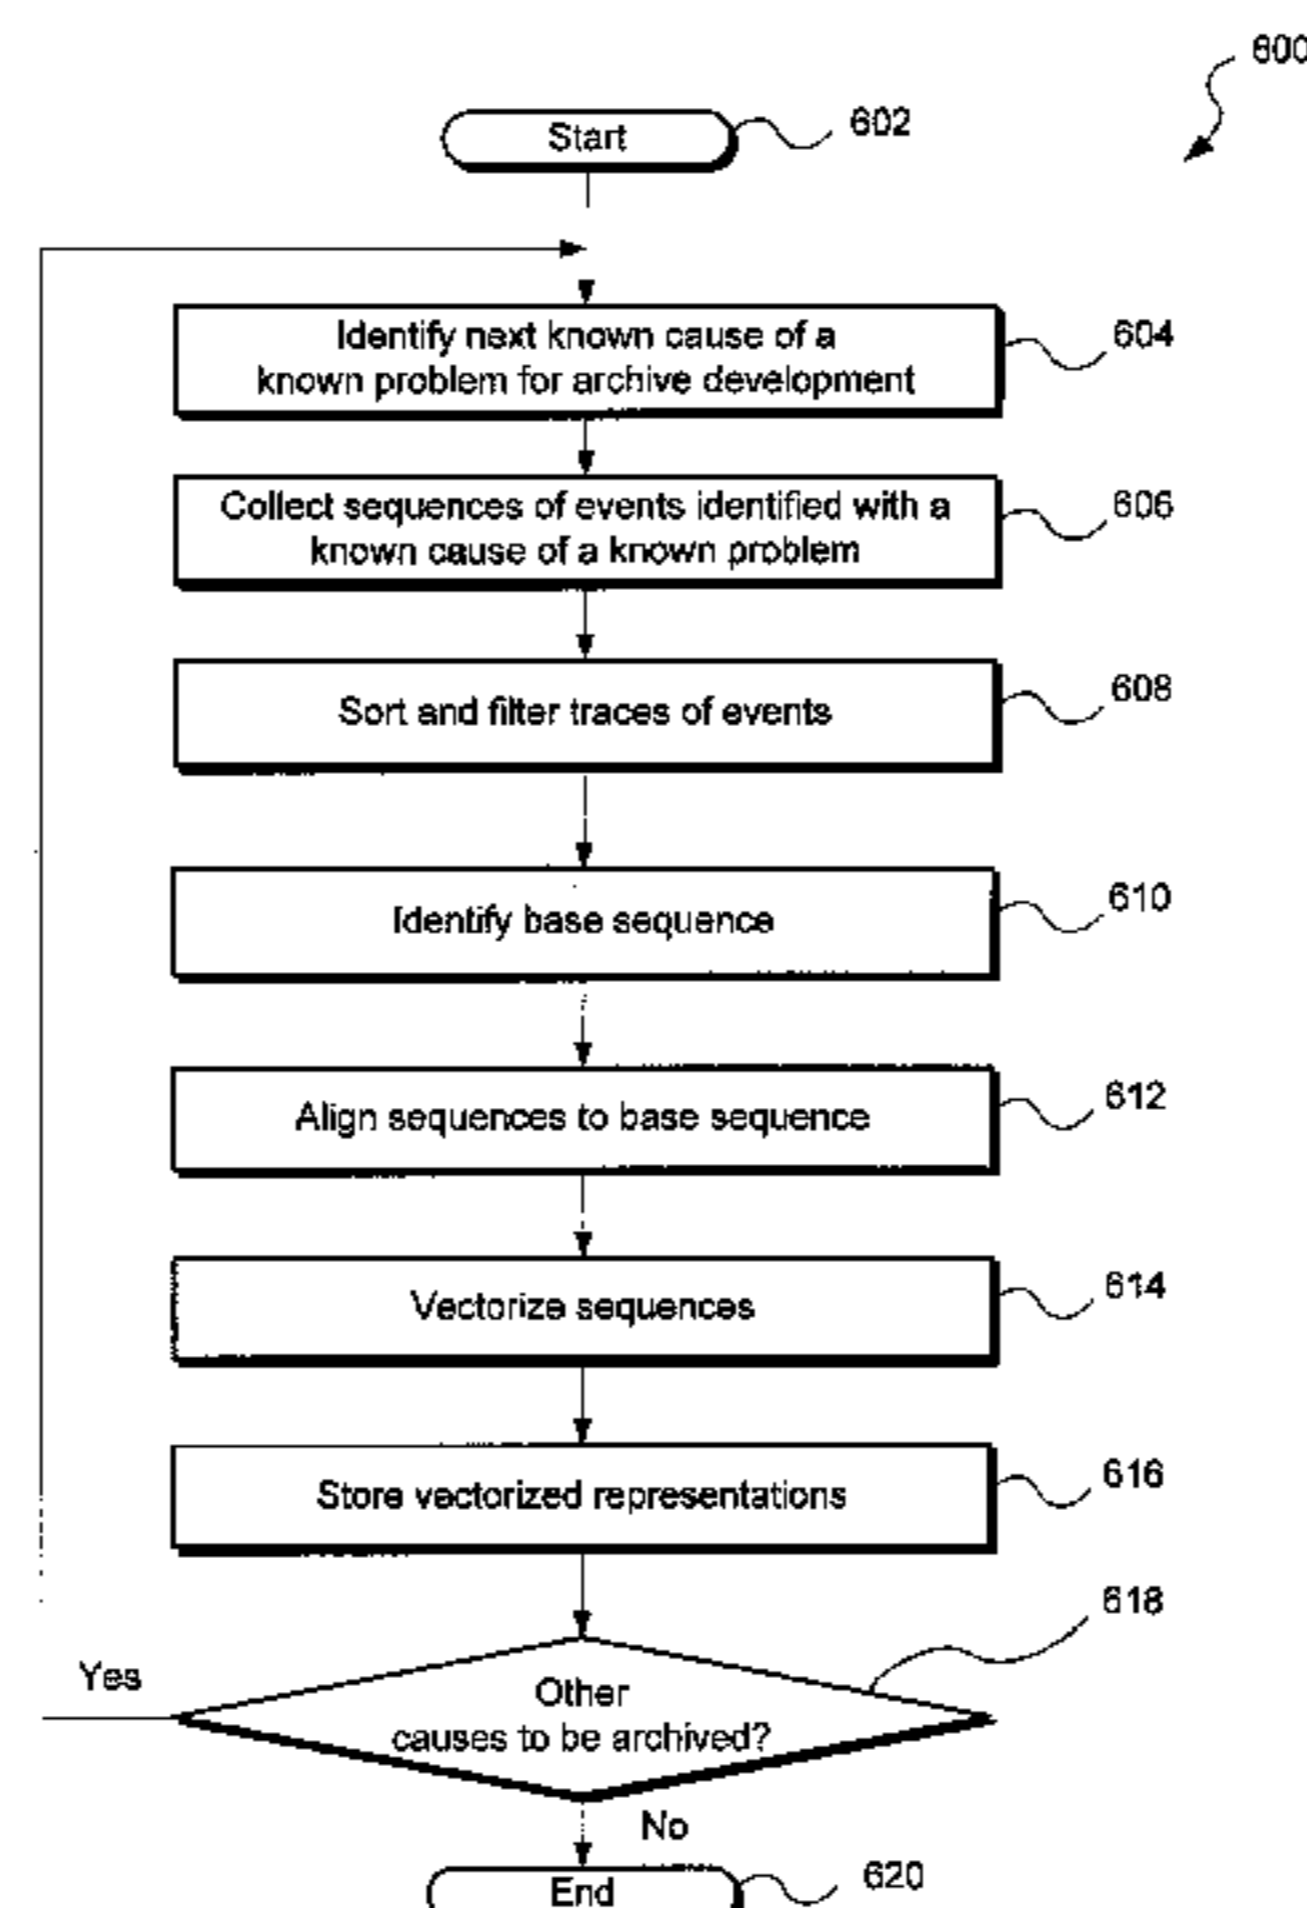 600
Start
602
Identify next known cause of a
known problem for archive development
604
Collect sequences of events identified with a
known cause of a known problem
606
Sort and filter traces of events
608
Identify base sequence
610
Align sequences to base sequence
612
Vectorize sequences
614
Store vectorized representations
616
618
Yes
Other
causes to be archived?
No
End
620